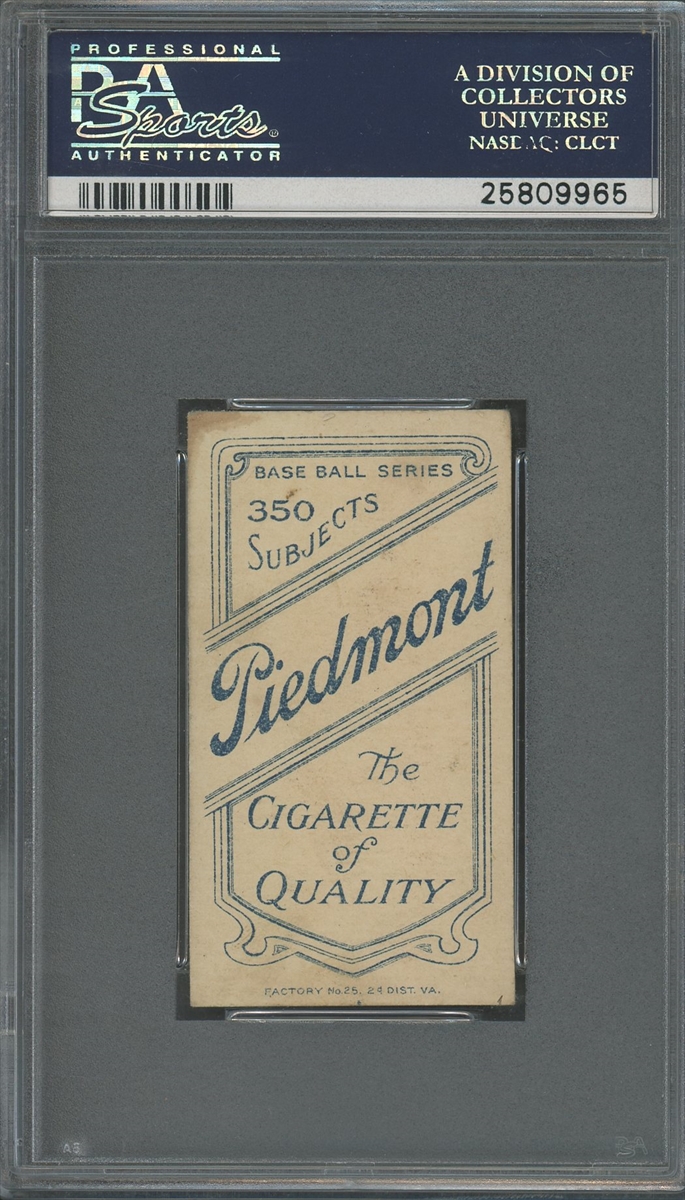 PROFESSIONAL
PSA
Sports®
AUTHENTICATOR
A DIVISION OF
COLLECTORS
UNIVERSE
NASDAQ: CLCT
25809965
BASE BALL SERIES
350
SUBJECTS
Piedmont
The
CIGARETTE
of
QUALITY
FACTORY No. 25, 2d DIST. VA.
PSA